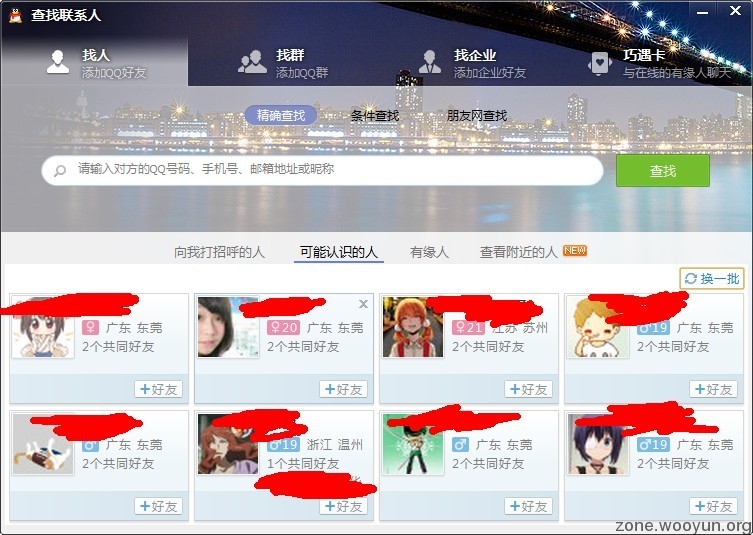 查找联系人
找人
添加QQ好友
找群
添加QQ群
找企业
添加企业好友
巧遇卡
与在线的有缘人聊天
精确查找
条件查找
朋友网查找
请输入对方的QQ号码、手机号、邮箱地址或昵称
查找
向我打招呼的人
可能认识的人
有缘人
查看附近的人 NEW
换一批
♀ 广东 东莞
2个共同好友
+好友
♀20 广东 东莞
2个共同好友
+好友
♀21 江苏 苏州
2个共同好友
+好友
♂19 广东 东莞
2个共同好友
+好友
♂ 广东 东莞
2个共同好友
+好友
♂19 浙江 温州
1个共同好友
+好友
♂ 广东 东莞
2个共同好友
+好友
♂19 广东 东莞
2个共同好友
+好友
zone.wooyun.org